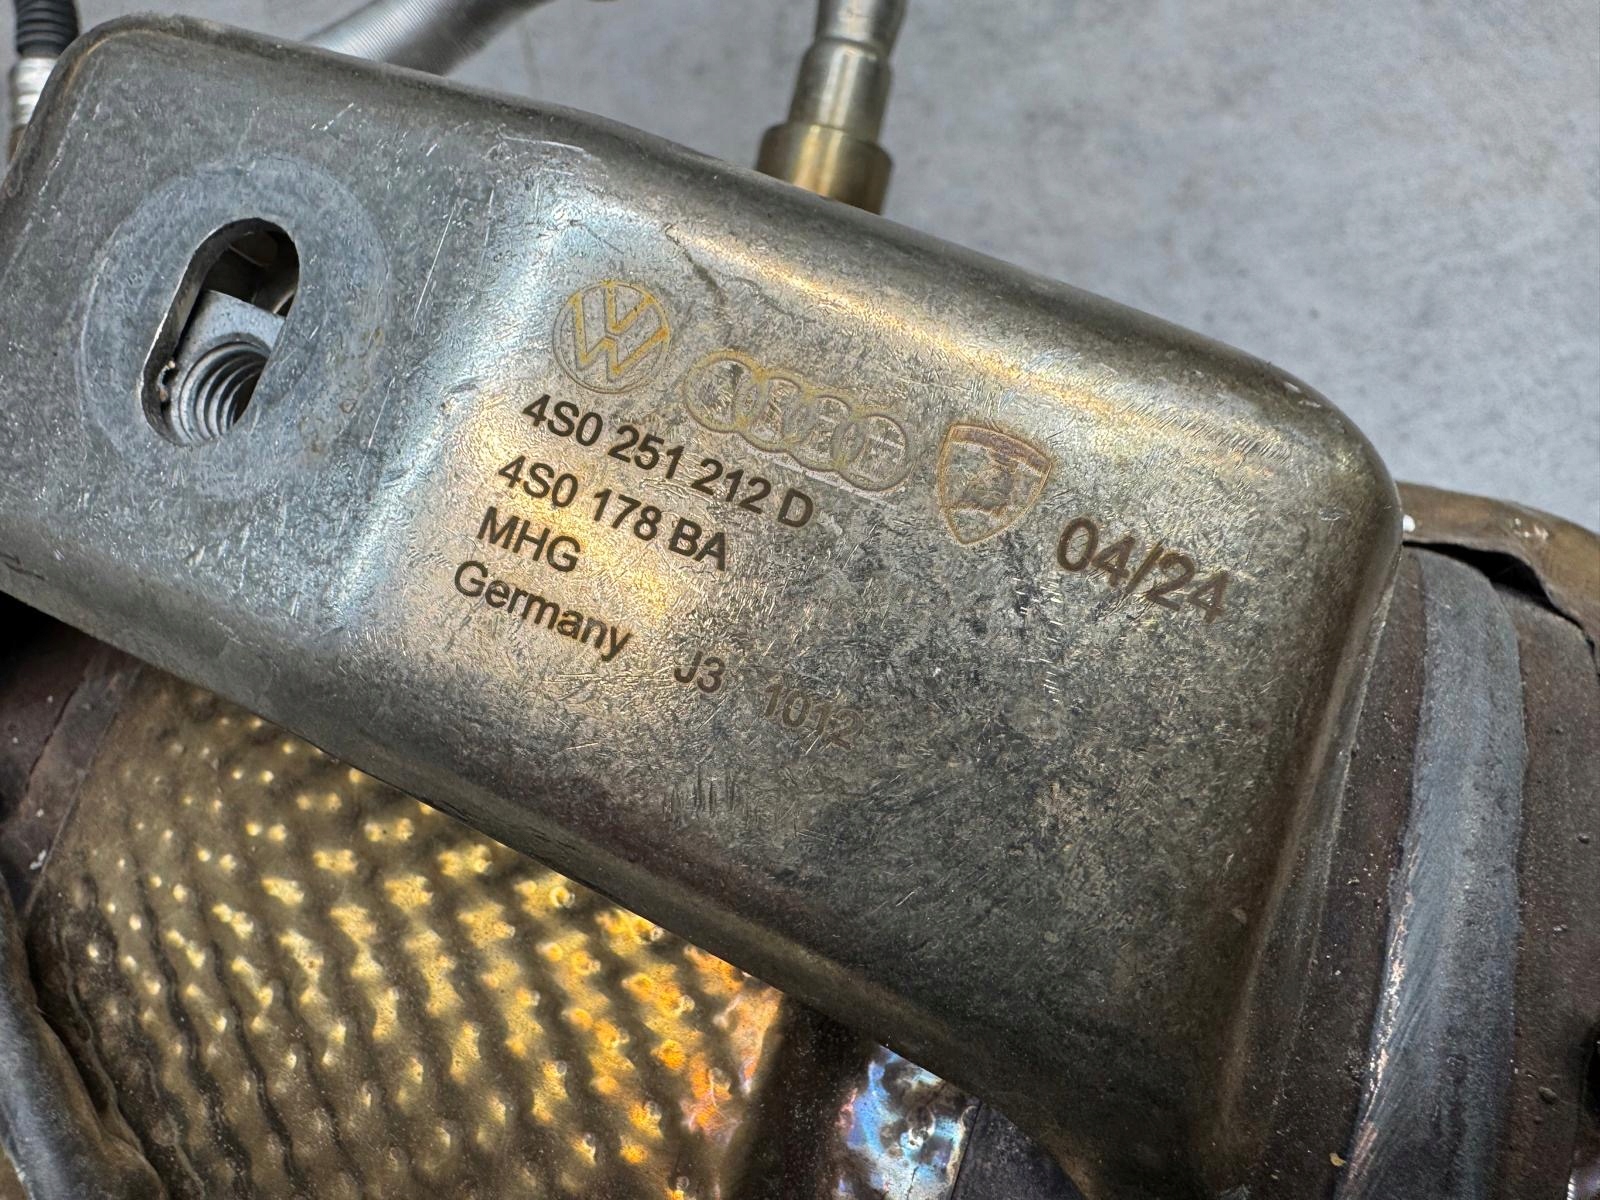 4S0 251 212 D
4S0 178 BA
MHG
Germany J3 1012
04/24